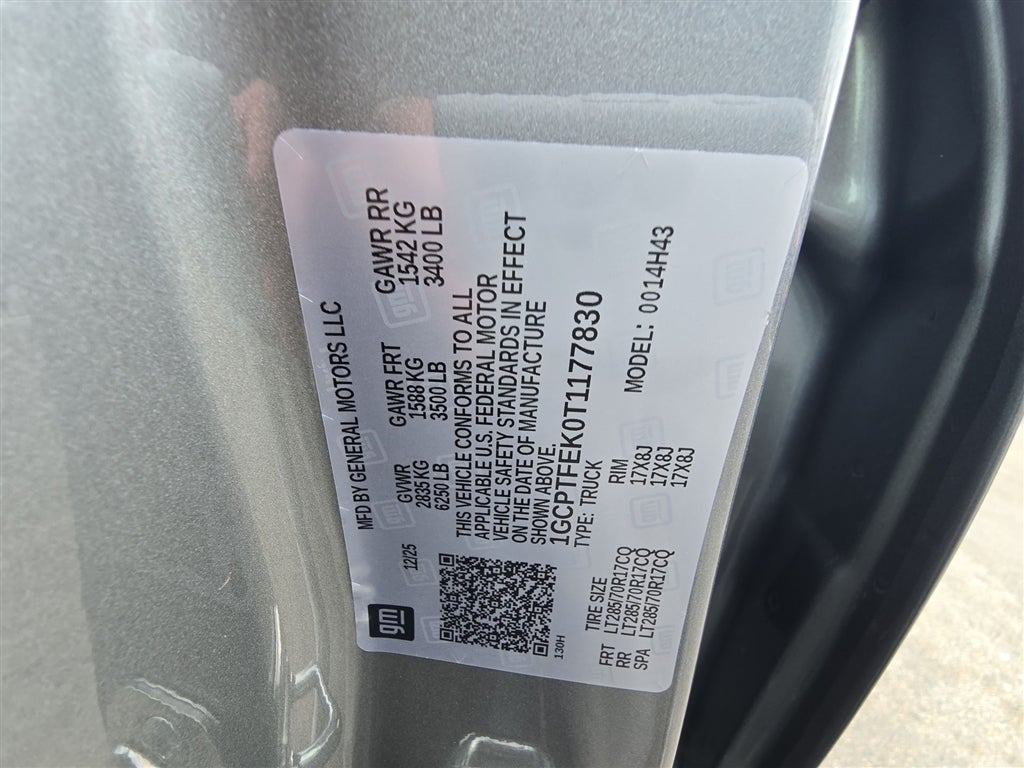 gm
MFD BY GENERAL MOTORS LLC
12/25 GVWR GAWR FRT GAWR RR
2835 KG 1588 KG 1542 KG
6250 LB 3500 LB 3400 LB
THIS VEHICLE CONFORMS TO ALL
APPLICABLE U.S. FEDERAL MOTOR
VEHICLE SAFETY STANDARDS IN EFFECT
ON THE DATE OF MANUFACTURE
SHOWN ABOVE.
1GCPTFEK0T1177830
TYPE: TRUCK
130H
MODEL: 0014H43
TIRE SIZE RIM
FRT LT285/70R17CQ 17X8J
RR LT285/70R17CQ 17X8J
SPA LT285/70R17CQ 17X8J